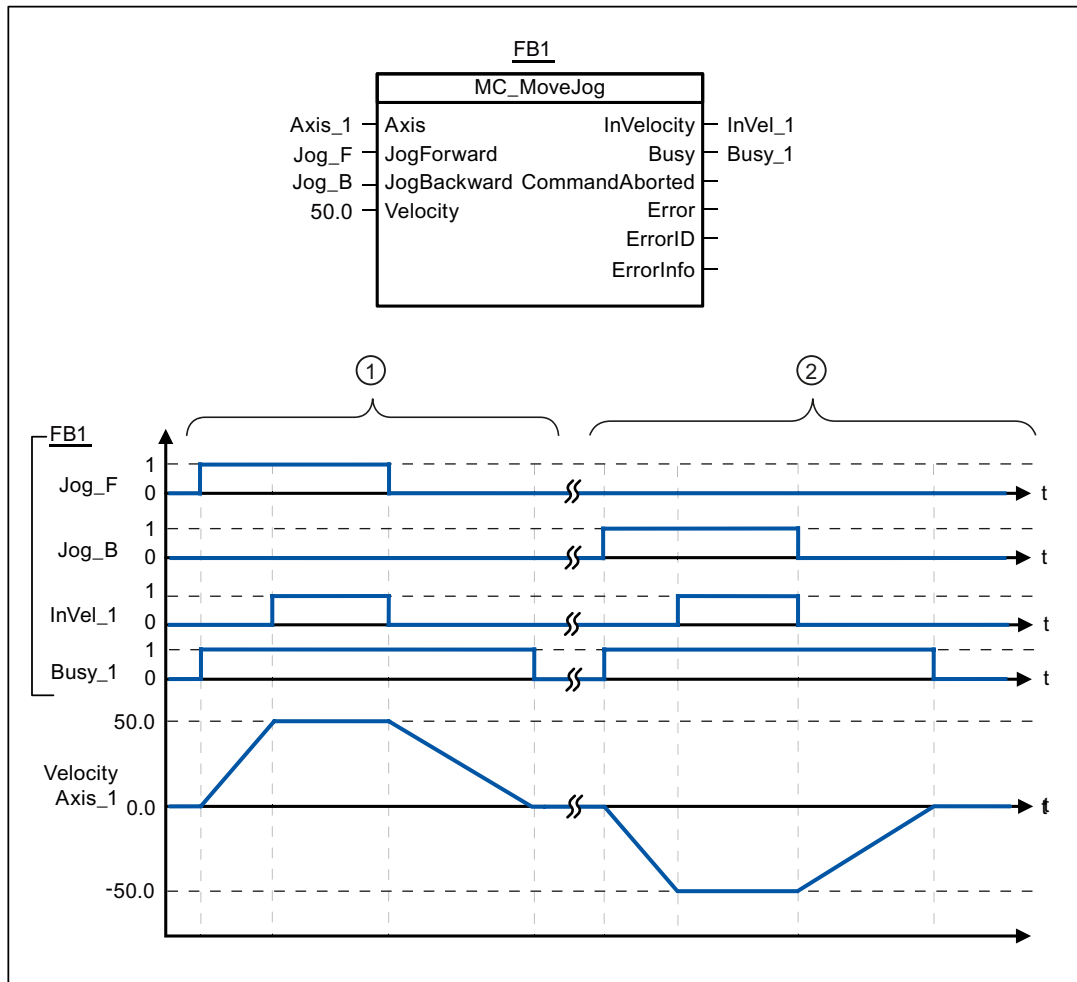 FB1
MC_MoveJog
Axis_1 Axis InVelocity InVel_1
Jog_F JogForward Busy Busy_1
Jog_B JogBackward CommandAborted
50.0 Velocity Error
ErrorID
ErrorInfo
1 2
FB1
1
Jog_F 0 t
1
Jog_B 0 t
1
InVel_1 0 t
1
Busy_1 0 t
50.0
Velocity
Axis_1 0.0 t
-50.0